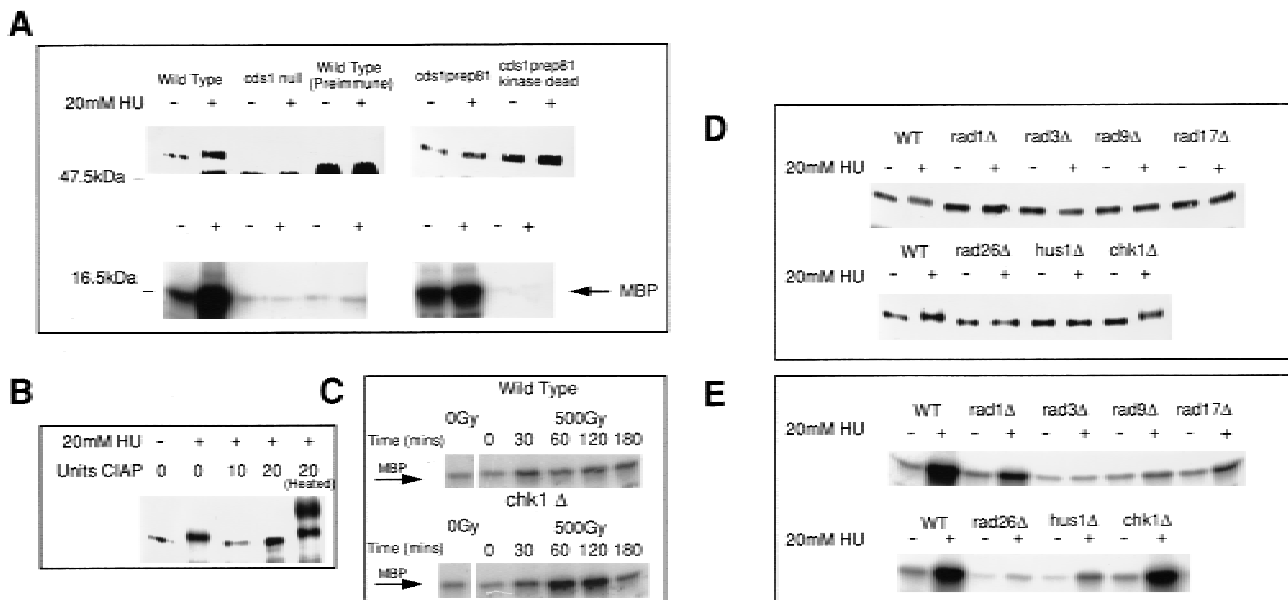 A
Wild Type cds1 null Wild Type (Preimmune) cds1prep81 cds1prep81 kinase dead
20mM HU - + - + - + - + - +
47.5kDa
- + - + - + - + - +
16.5kDa
MBP
B
20mM HU - + + + +
Units CIAP 0 0 10 20 20
(Heated)
C
Wild Type
0Gy 500Gy
Time (mins) 0 30 60 120 180
MBP
chk1 Δ
0Gy 500Gy
Time (mins) 0 30 60 120 180
MBP
D
WT rad1Δ rad3Δ rad9Δ rad17Δ
20mM HU - + - + - + - + - +
WT rad26Δ hus1Δ chk1Δ
20mM HU - + - + - + - +
E
WT rad1Δ rad3Δ rad9Δ rad17Δ
20mM HU - + - + - + - + - +
WT rad26Δ hus1Δ chk1Δ
20mM HU - + - + - + - +